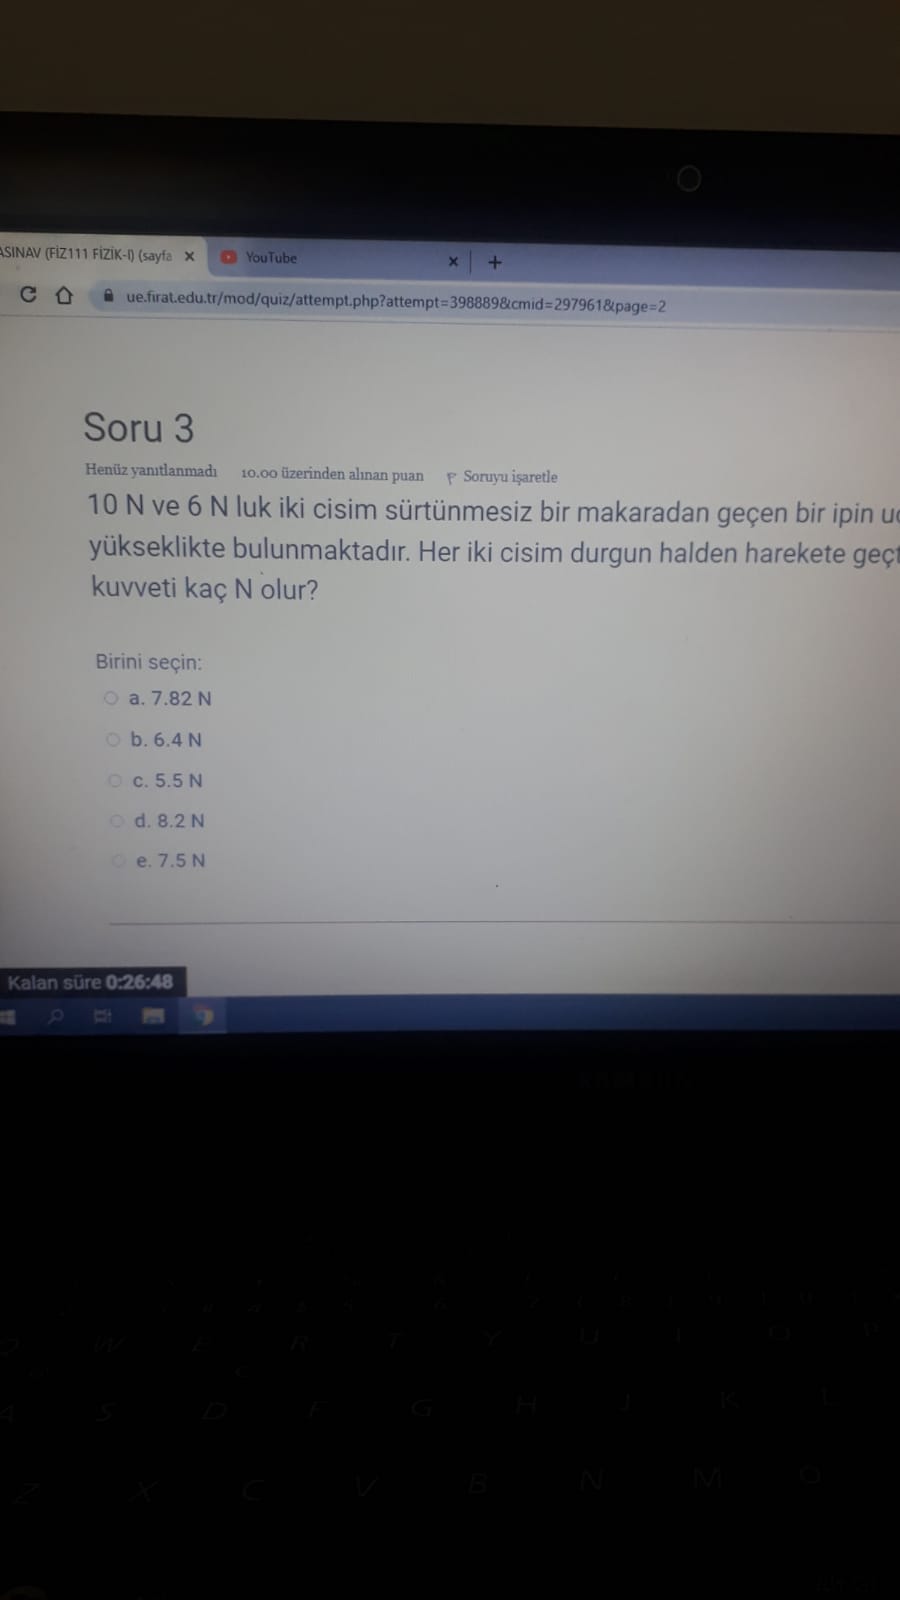 ASINAV (FİZ111 FİZİK-I) (sayfa
YouTube
ue.firat.edu.tr/mod/quiz/attempt.php?attempt=398889&cmid=297961&page=2
Soru 3
Henüz yanıtlanmadı 10.00 üzerinden alınan puan Soruyu işaretle
10 N ve 6 N luk iki cisim sürtünmesiz bir makaradan geçen bir ipin
yükseklikte bulunmaktadır. Her iki cisim durgun halden harekete
kuvveti kaç N olur?
Birini seçin:
a. 7.82 N
b. 6.4 N
c. 5.5 N
d. 8.2 N
e. 7.5 N
Kalan süre 0:26:48
W E R T Y U I O P
A S D F G H J K L
Z X C V B N M